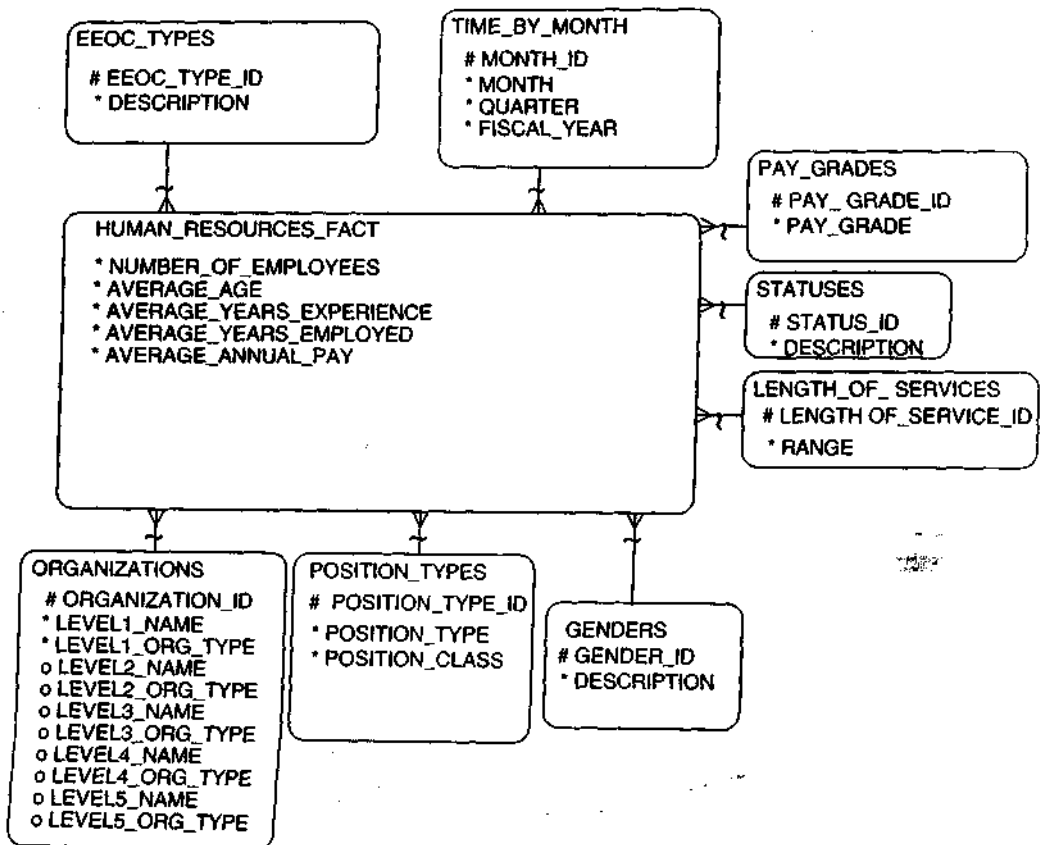 EEOC_TYPES
# EEOC_TYPE_ID
* DESCRIPTION
TIME_BY_MONTH
# MONTH_ID
* MONTH
* QUARTER
* FISCAL_YEAR
PAY_GRADES
# PAY_ GRADE_ID
* PAY_GRADE
HUMAN_RESOURCES_FACT
* NUMBER_OF_EMPLOYEES
* AVERAGE_AGE
* AVERAGE_YEARS_EXPERIENCE
* AVERAGE_YEARS_EMPLOYED
* AVERAGE_ANNUAL_PAY
STATUSES
# STATUS_ID
* DESCRIPTION
LENGTH_OF_ SERVICES
# LENGTH OF_SERVICE_ID
* RANGE
ORGANIZATIONS
# ORGANIZATION_ID
* LEVEL1_NAME
* LEVEL1_ORG_TYPE
o LEVEL2_NAME
o LEVEL2_ORG_TYPE
o LEVEL3_NAME
o LEVEL3_ORG_TYPE
o LEVEL4_NAME
o LEVEL4_ORG_TYPE
o LEVEL5_NAME
o LEVEL5_ORG_TYPE
POSITION_TYPES
# POSITION_TYPE_ID
* POSITION_TYPE
* POSITION_CLASS
GENDERS
# GENDER_ID
* DESCRIPTION